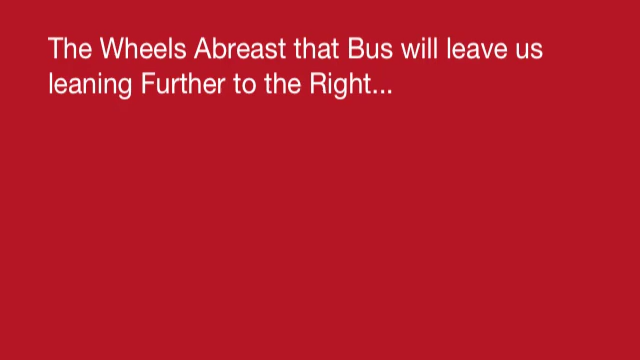 The Wheels Abreast that Bus will leave us
leaning Further to the Right...